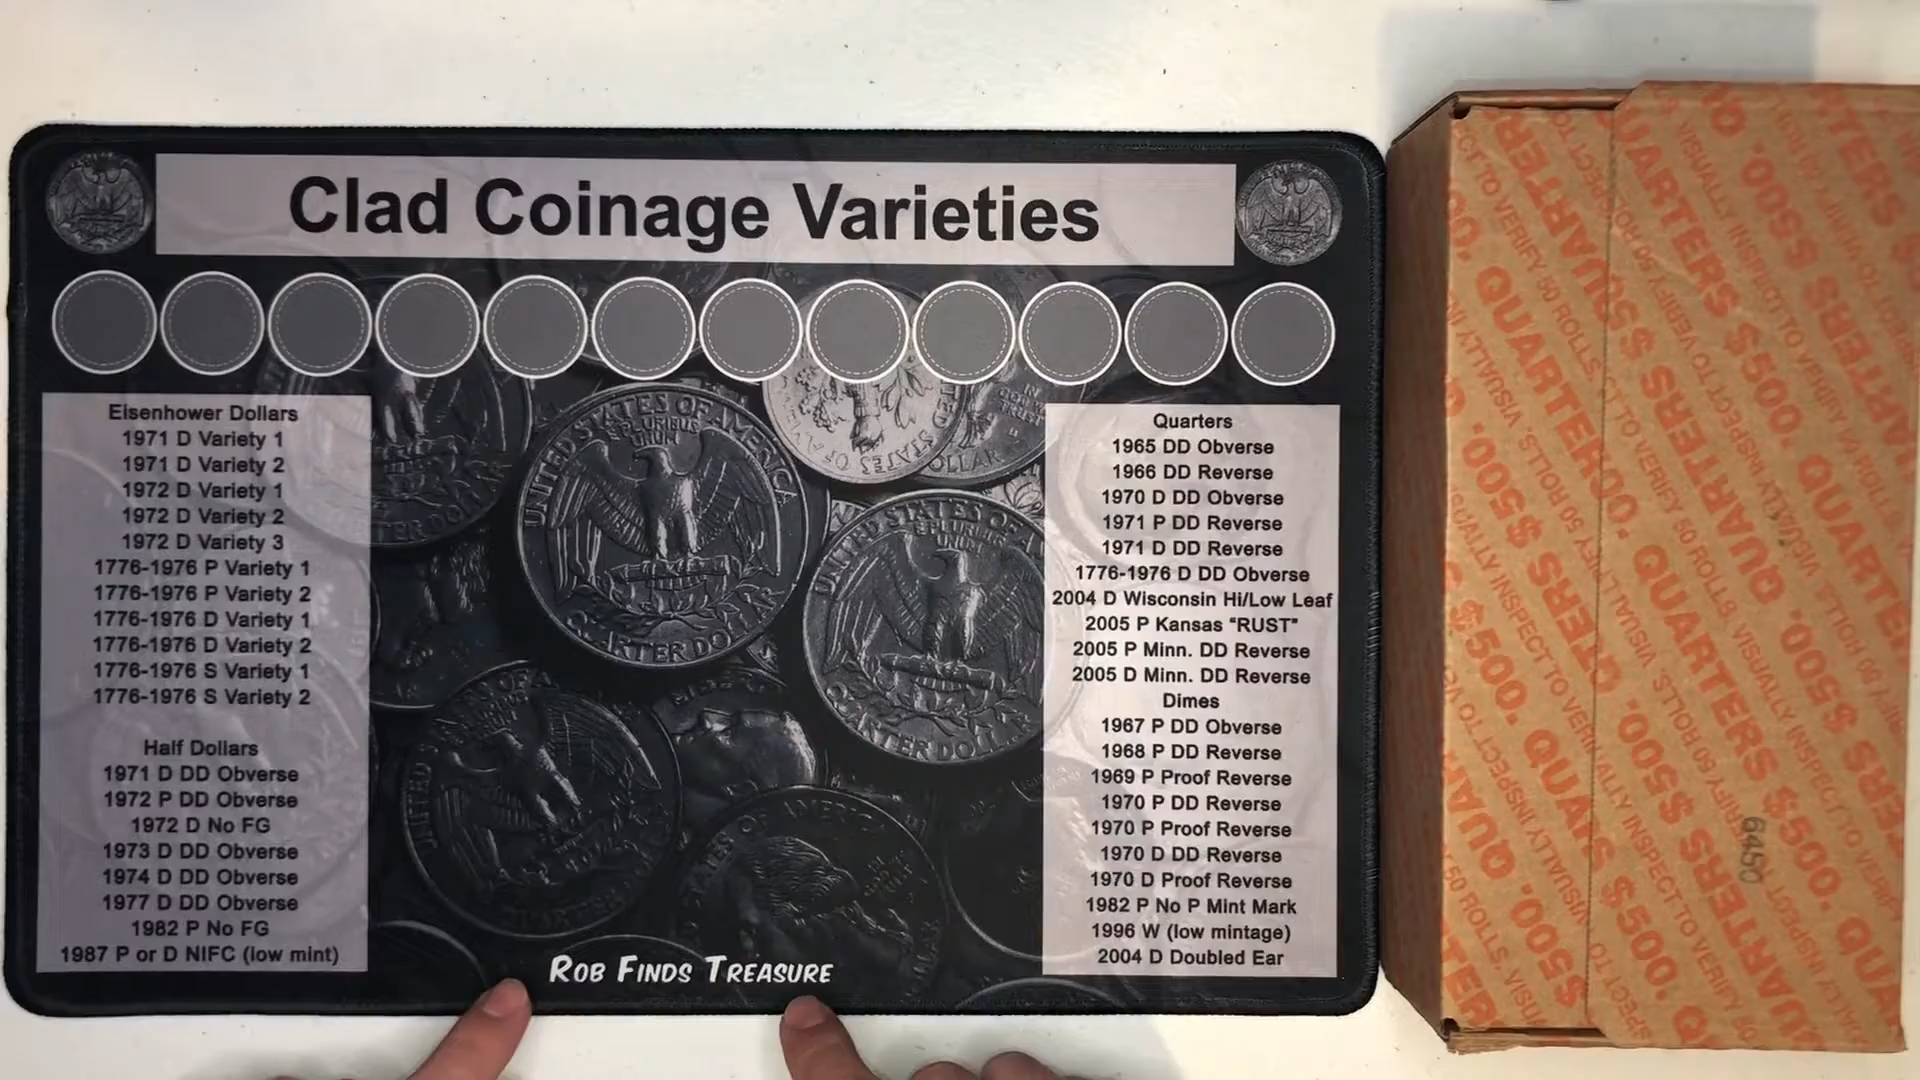 Clad Coinage Varieties
Eisenhower Dollars
1971 D Variety 1
1971 D Variety 2
1972 D Variety 1
1972 D Variety 2
1972 D Variety 3
1776-1976 P Variety 1
1776-1976 P Variety 2
1776-1976 D Variety 1
1776-1976 D Variety 2
1776-1976 S Variety 1
1776-1976 S Variety 2
Half Dollars
1971 D DD Obverse
1972 P DD Obverse
1972 D No FG
1973 D DD Obverse
1974 D DD Obverse
1977 D DD Obverse
1982 P No FG
1987 P or D NIFC (low mint)
UNITED STATES OF AMERICA
E PLURIBUS
UNUM
QUARTER DOLLAR
ROB FINDS TREASURE
Quarters
1965 DD Obverse
1966 DD Reverse
1970 D DD Obverse
1971 P DD Reverse
1971 D DD Reverse
1776-1976 D DD Obverse
2004 D Wisconsin Hi/Low Leaf
2005 P Kansas "RUST"
2005 P Minn. DD Reverse
2005 D Minn. DD Reverse
Dimes
1967 P DD Obverse
1968 P DD Reverse
1969 P Proof Reverse
1970 P DD Reverse
1970 P Proof Reverse
1970 D DD Reverse
1970 D Proof Reverse
1982 P No P Mint Mark
1996 W (low mintage)
2004 D Doubled Ear
QUARTERS $500.
VISUALLY INSPECT TO VERIFY 50 ROLLS.
6450